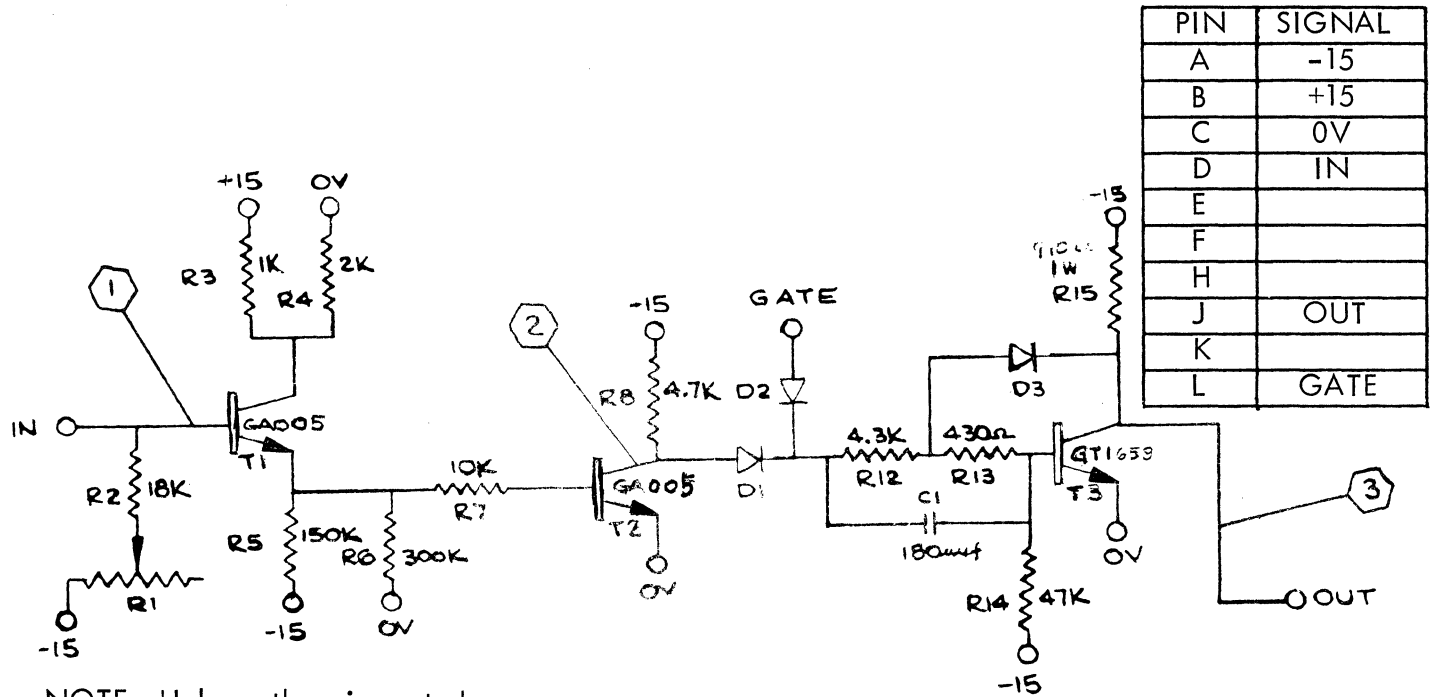 PIN SIGNAL
A -15
B +15
C 0V
D IN
E
F
H
J OUT
K
L GATE
+15
0V
R3
1K
R4
2K
1
IN
GA005
T1
R2
18K
R1
-15
R5
150K
-15
R6
300K
0V
10K
R7
2
-15
R8
4.7K
GA005
T2
0V
D1
GATE
D2
4.3K
R12
430Ω
R13
C1
D3
-15
1W
R15
T3
0V
R14
47K
-15
3
OUT